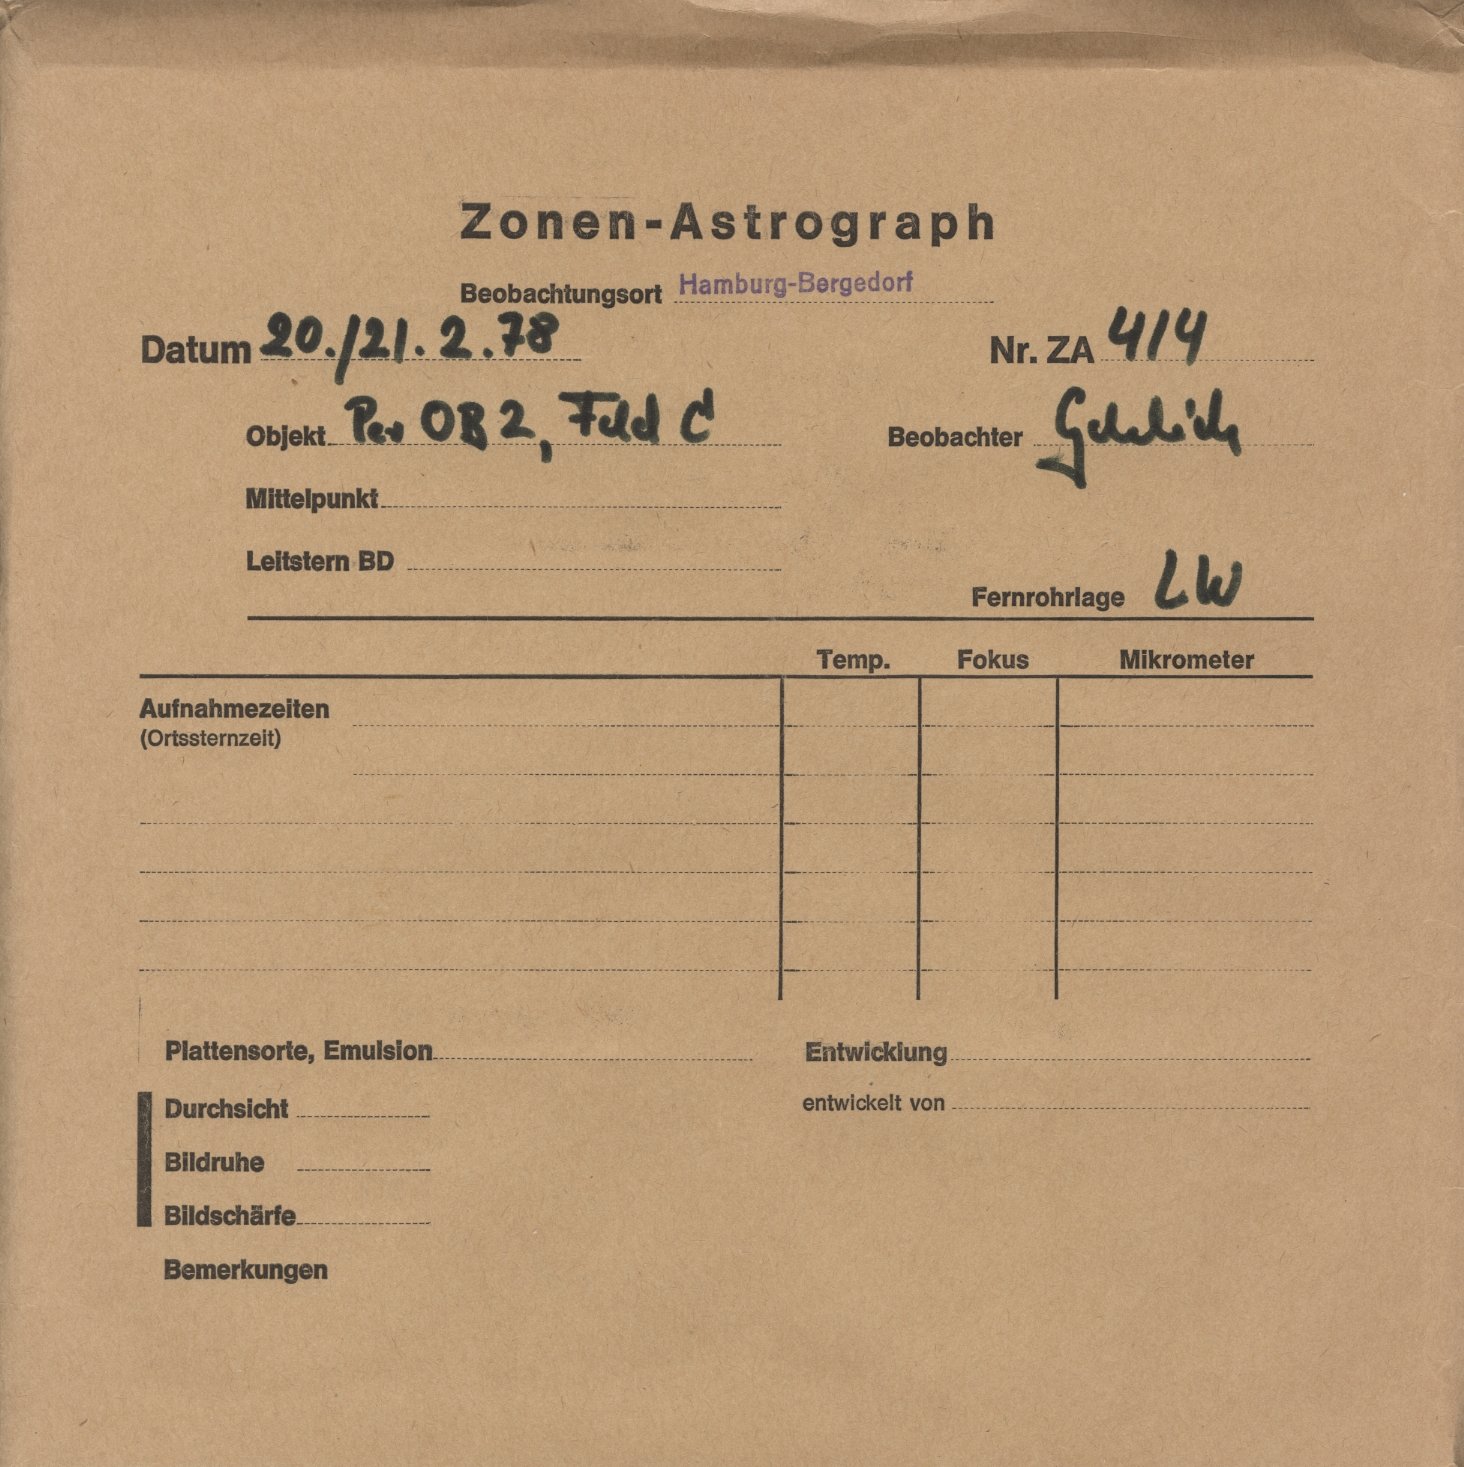 Zonen-Astrograph
Beobachtungsort Hamburg-Bergedorf
Datum 20./21. 2. 78 Nr. ZA 414
Objekt Per OB 2, Feld C Beobachter
Mittelpunkt
Leitstern BD
Fernrohrlage LW
Temp. Fokus Mikrometer
Aufnahmezeiten
(Ortssternzeit)
Plattensorte, Emulsion Entwicklung
Durchsicht entwickelt von
Bildruhe
Bildschärfe
Bemerkungen